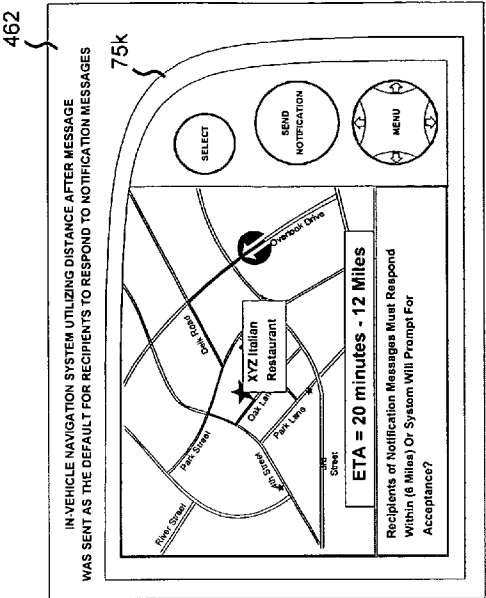 462
IN-VEHICLE NAVIGATION SYSTEM UTILIZING DISTANCE AFTER MESSAGE
WAS SENT AS THE DEFAULT FOR RECIPIENTS TO RESPOND TO NOTIFICATION MESSAGES
75k
River Street
Park Street
Delk Road
Overlook Drive
XYZ Italian
Restaurant
Oak Lane
Park Lane
4th Street
3rd
Street
SELECT
SEND
NOTIFICATION
MENU
ETA = 20 minutes - 12 Miles
Recipients of Notification Messages Must Respond
Within (6 Miles) Or System Will Prompt For
Acceptance?